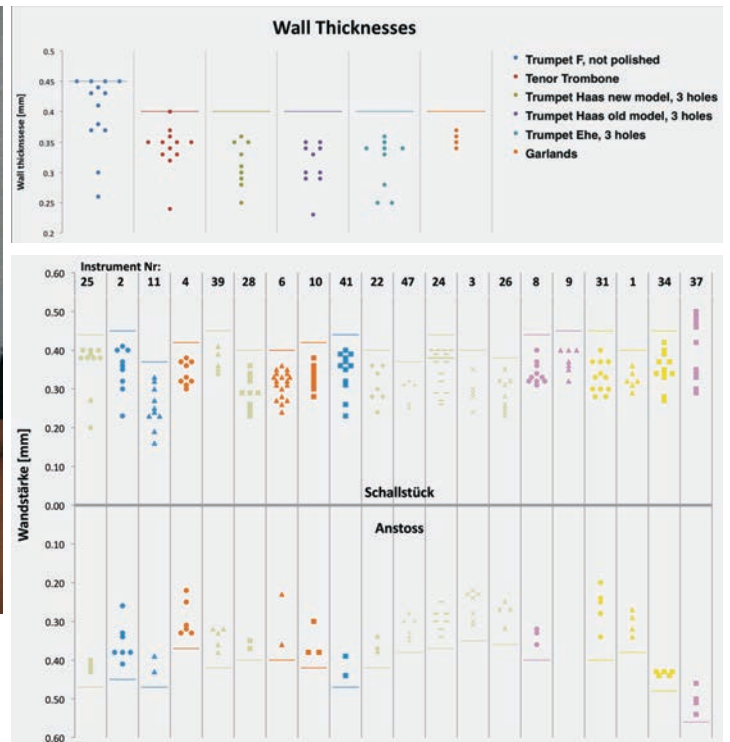 Wall Thicknesses
Wall thicknssese [mm]
0.5
0.45
0.4
0.35
0.3
0.25
0.2
Trumpet F, not polished
Tenor Trombone
Trumpet Haas new model, 3 holes
Trumpet Haas old model, 3 holes
Trumpet Ehe, 3 holes
Garlands
Instrument Nr:
25 2 11 4 39 28 6 10 41 22 47 24 3 26 8 9 31 1 34 37
Wandstärke [mm]
0.60
0.50
0.40
0.30
0.20
0.10
0.00
0.10
0.20
0.30
0.40
0.50
0.60
Schallstück
Anstoss